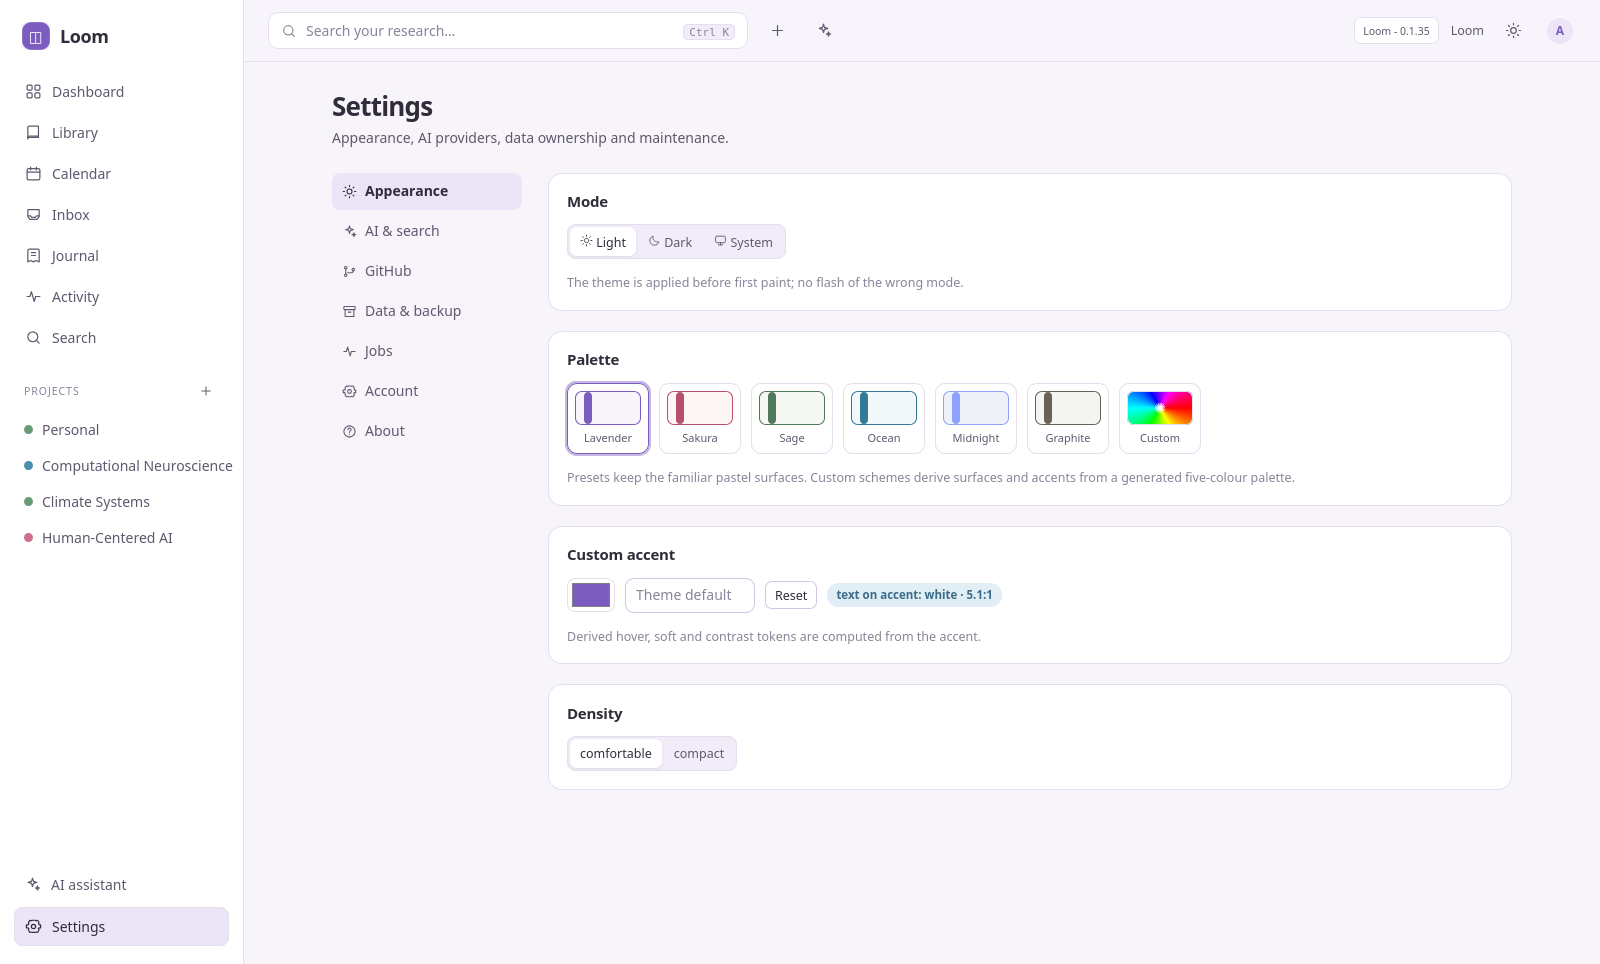 Loom
Search your research...
Ctrl K
Loom - 0.1.35
Loom
A
Dashboard
Library
Calendar
Inbox
Journal
Activity
Search
PROJECTS
Personal
Computational Neuroscience
Climate Systems
Human-Centered AI
AI assistant
Settings
Settings
Appearance, AI providers, data ownership and maintenance.
Appearance
AI & search
GitHub
Data & backup
Jobs
Account
About
Mode
Light
Dark
System
The theme is applied before first paint; no flash of the wrong mode.
Palette
Lavender
Sakura
Sage
Ocean
Midnight
Graphite
Custom
Presets keep the familiar pastel surfaces. Custom schemes derive surfaces and accents from a generated five-colour palette.
Custom accent
Theme default
Reset
text on accent: white · 5.1:1
Derived hover, soft and contrast tokens are computed from the accent.
Density
comfortable
compact